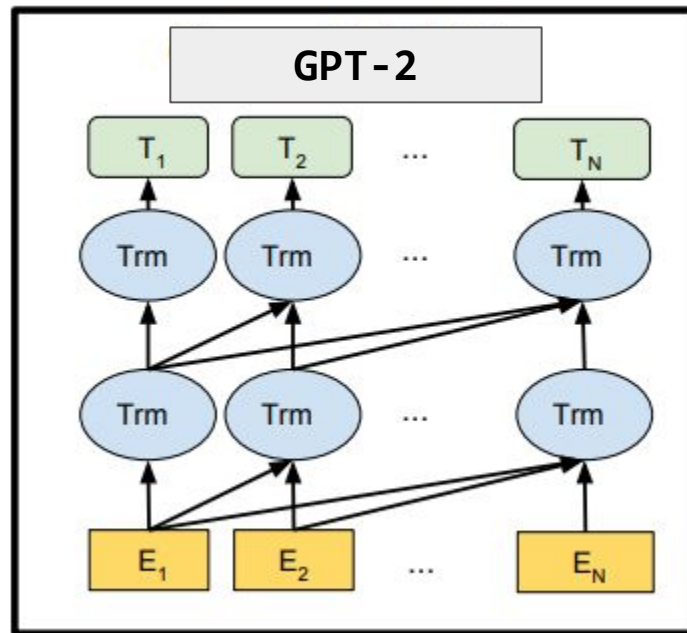 GPT-2
T1 T2 ... TN
Trm Trm ... Trm
Trm Trm ... Trm
E1 E2 ... EN